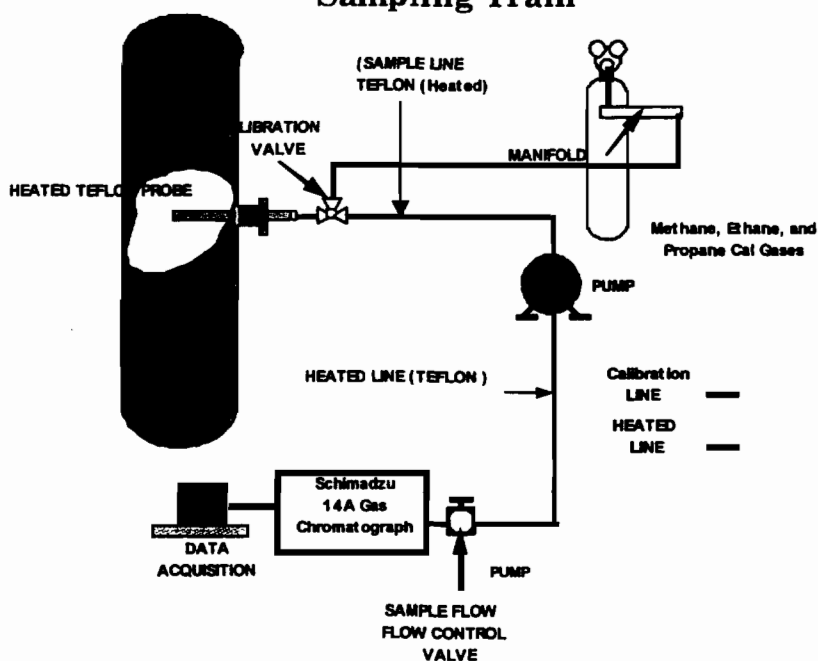 Sampling Train
(SAMPLE LINE
TEFLON (Heated)
LIBRATION
VALVE
MANIFOLD
HEATED TEFLO PROBE
Methane, Ethane, and
Propane Cal Gases
PUMP
HEATED LINE (TEFLON )
Calibration
LINE
HEATED
LINE
Schimadzu
14A Gas
Chromatograph
DATA
ACQUISITION
PUMP
SAMPLE FLOW
FLOW CONTROL
VALVE